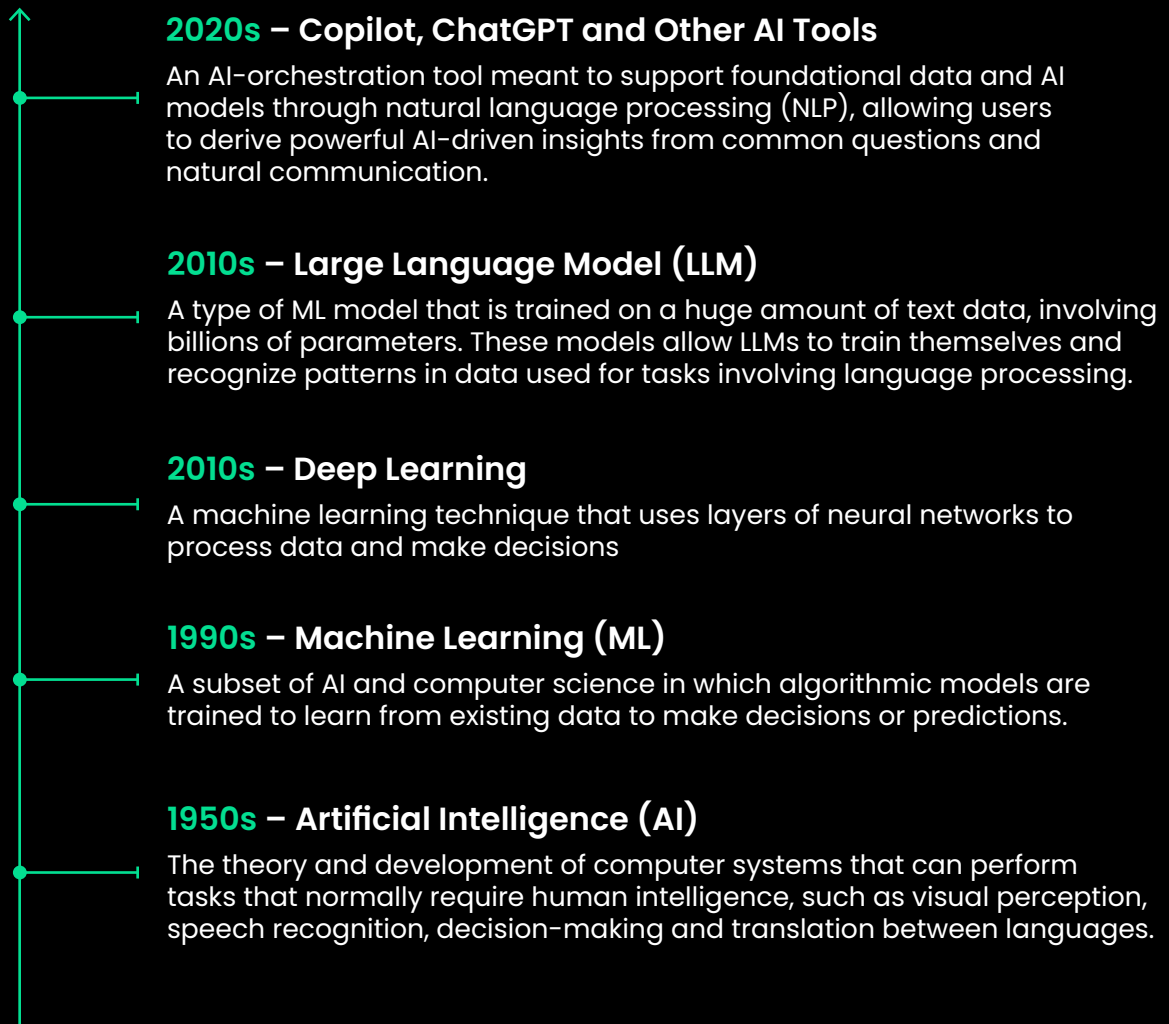 2020s – Copilot, ChatGPT and Other AI Tools
An AI-orchestration tool meant to support foundational data and AI
models through natural language processing (NLP), allowing users
to derive powerful AI-driven insights from common questions and
natural communication.
2010s – Large Language Model (LLM)
A type of ML model that is trained on a huge amount of text data, involving
billions of parameters. These models allow LLMs to train themselves and
recognize patterns in data used for tasks involving language processing.
2010s – Deep Learning
A machine learning technique that uses layers of neural networks to
process data and make decisions
1990s – Machine Learning (ML)
A subset of AI and computer science in which algorithmic models are
trained to learn from existing data to make decisions or predictions.
1950s – Artificial Intelligence (AI)
The theory and development of computer systems that can perform
tasks that normally require human intelligence, such as visual perception,
speech recognition, decision-making and translation between languages.